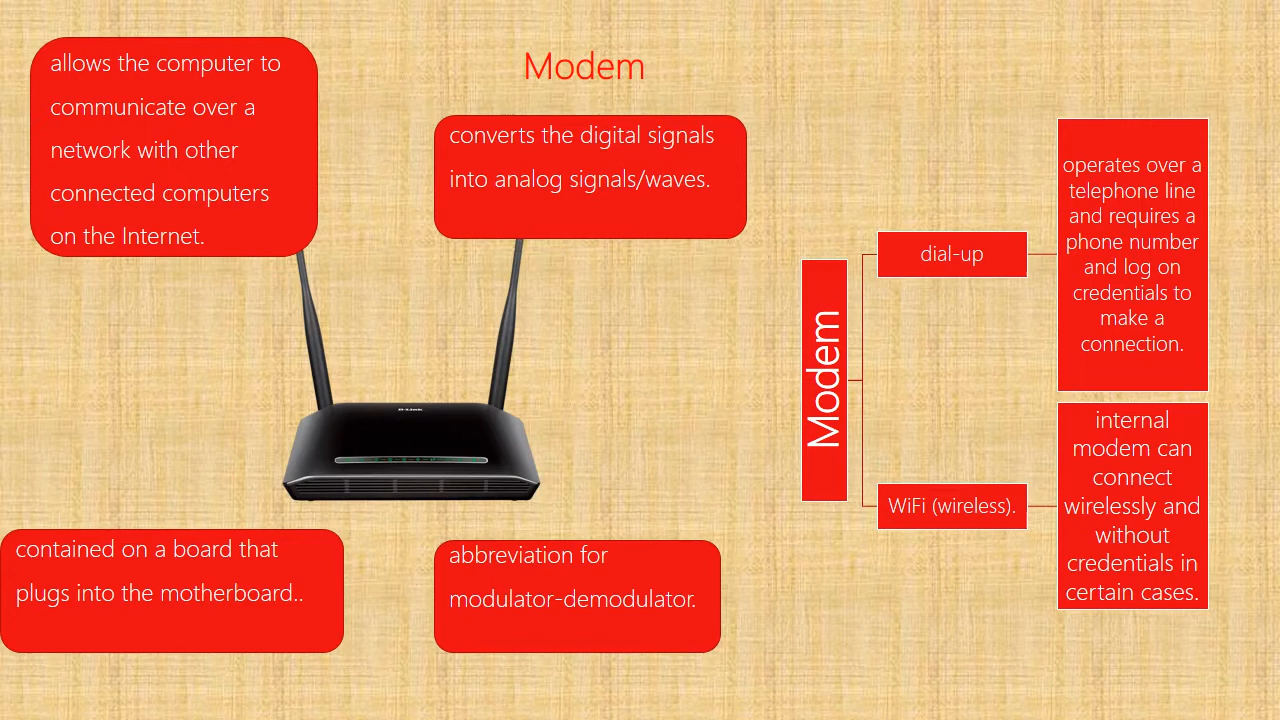 Modem
allows the computer to
communicate over a
network with other
connected computers
on the Internet.
converts the digital signals
into analog signals/waves.
D-Link
contained on a board that
plugs into the motherboard..
abbreviation for
modulator-demodulator.
Modem
dial-up
operates over a
telephone line
and requires a
phone number
and log on
credentials to
make a
connection.
WiFi (wireless).
internal
modem can
connect
wirelessly and
without
credentials in
certain cases.